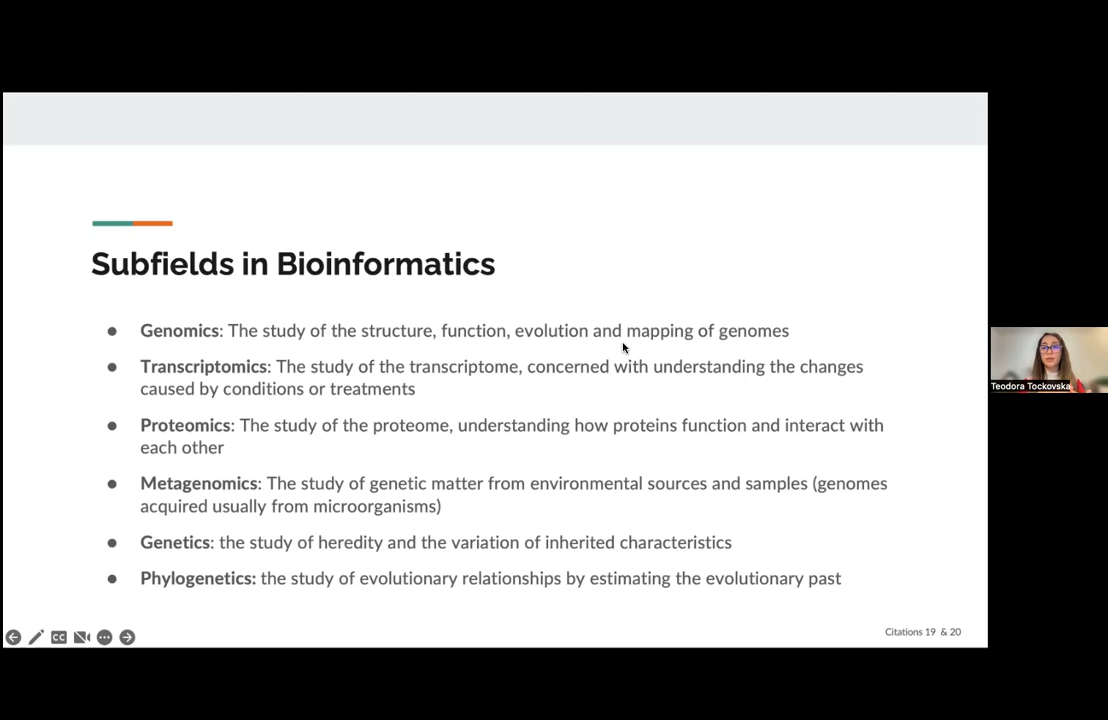 Subfields in Bioinformatics
● Genomics: The study of the structure, function, evolution and mapping of genomes
● Transcriptomics: The study of the transcriptome, concerned with understanding the changes
caused by conditions or treatments
● Proteomics: The study of the proteome, understanding how proteins function and interact with
each other
● Metagenomics: The study of genetic matter from environmental sources and samples (genomes
acquired usually from microorganisms)
● Genetics: the study of heredity and the variation of inherited characteristics
● Phylogenetics: the study of evolutionary relationships by estimating the evolutionary past
Citations 19 & 20
CC
Teodora Tockovska